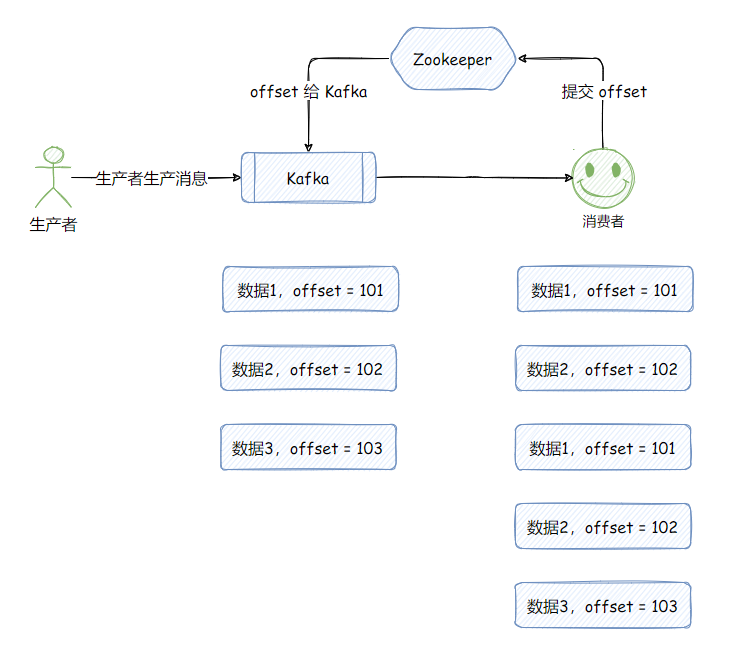 Zookeeper
offset 给 Kafka
提交 offset
生产者生产消息
Kafka
生产者
消费者
数据1，offset = 101
数据2，offset = 102
数据3，offset = 103
数据1，offset = 101
数据2，offset = 102
数据1，offset = 101
数据2，offset = 102
数据3，offset = 103